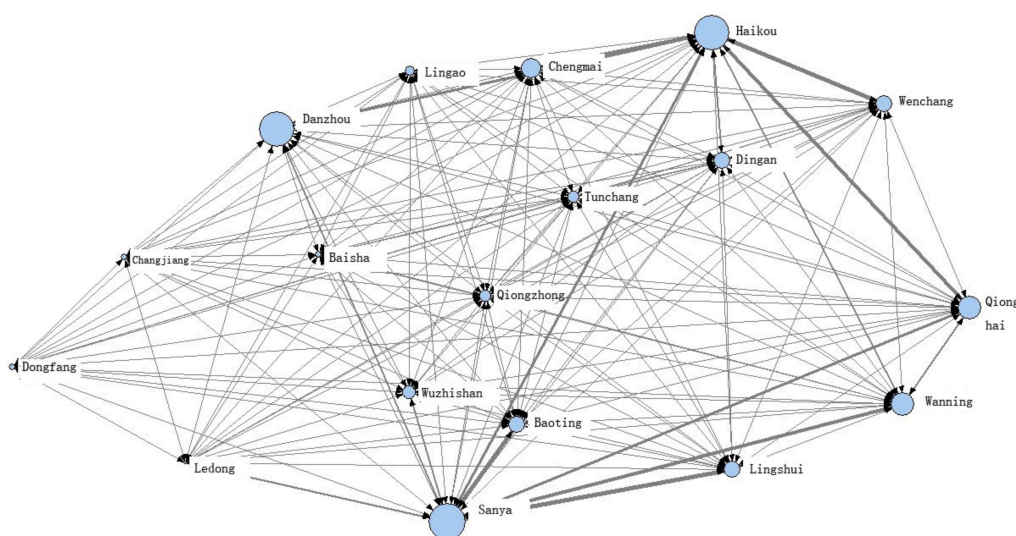 Haikou
Chengmai
Lingao
Wenchang
Danzhou
Dingan
Tunchang
Baisha
Changjiang
Qiongzhong
Qiong
hai
Dongfang
Wuzhishan
Wanning
Baoting
Ledong
Lingshui
Sanya